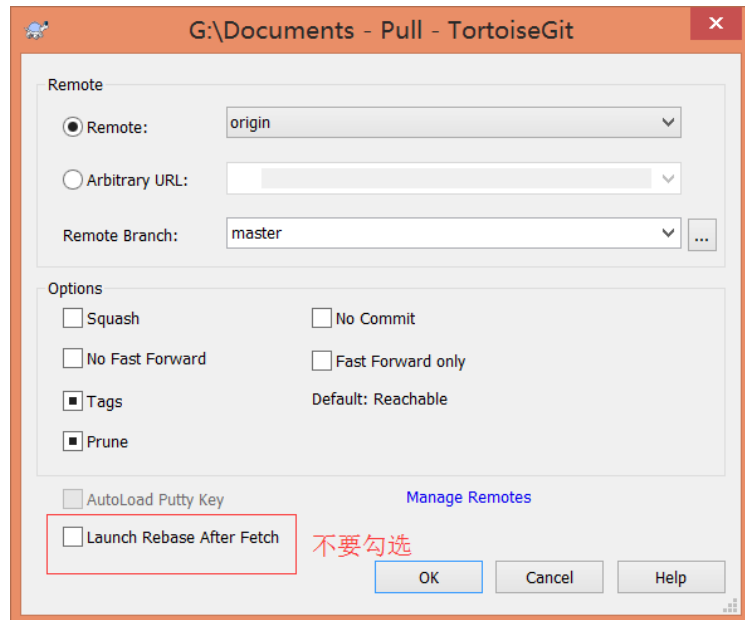 G:\Documents - Pull - TortoiseGit
Remote
Remote:
origin
Arbitrary URL:
Remote Branch:
master
...
Options
Squash
No Commit
No Fast Forward
Fast Forward only
Tags
Default: Reachable
Prune
AutoLoad Putty Key
Manage Remotes
Launch Rebase After Fetch
不要勾选
OK
Cancel
Help